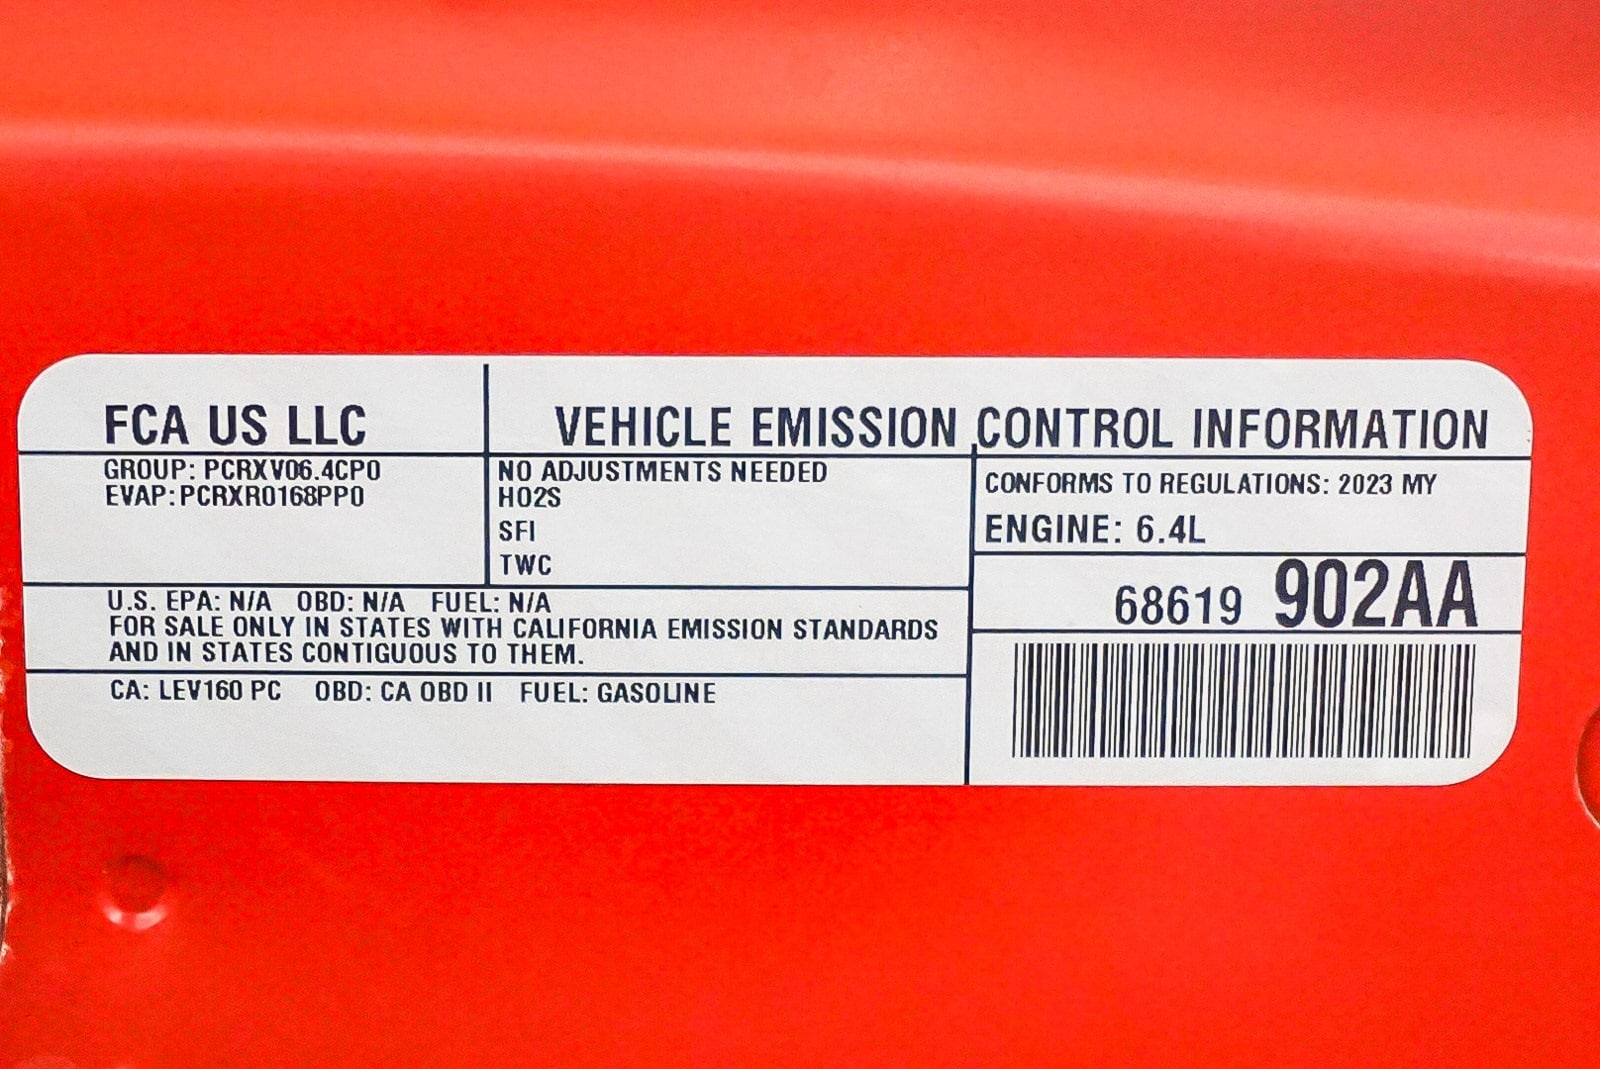 FCA US LLC
VEHICLE EMISSION CONTROL INFORMATION
GROUP: PCRXV06.4CP0
EVAP: PCRXR0168PP0
NO ADJUSTMENTS NEEDED
HO2S
SFI
TWC
CONFORMS TO REGULATIONS: 2023 MY
ENGINE: 6.4L
68619 902AA
U.S. EPA: N/A OBD: N/A FUEL: N/A
FOR SALE ONLY IN STATES WITH CALIFORNIA EMISSION STANDARDS
AND IN STATES CONTIGUOUS TO THEM.
CA: LEV160 PC OBD: CA OBD II FUEL: GASOLINE